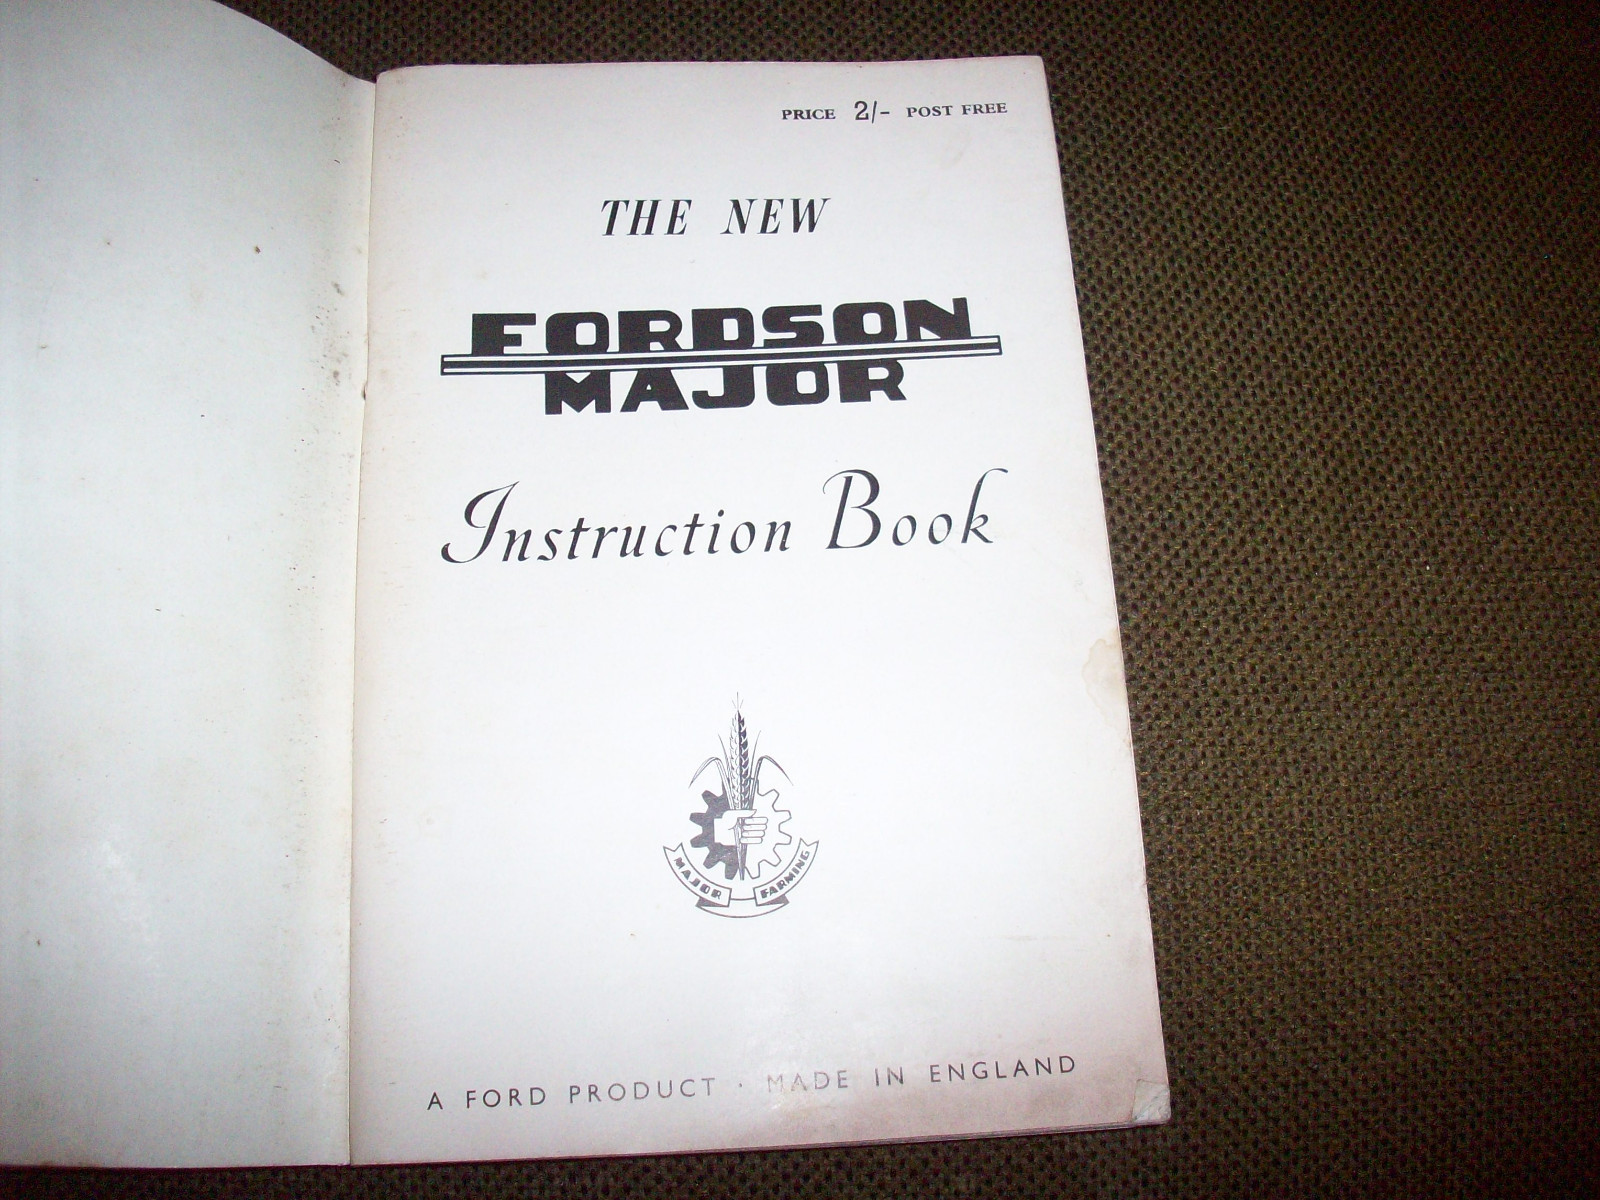 PRICE 2/- POST FREE
THE NEW
FORDSON
MAJOR
Instruction Book
MAJOR FARMING
A FORD PRODUCT · MADE IN ENGLAND